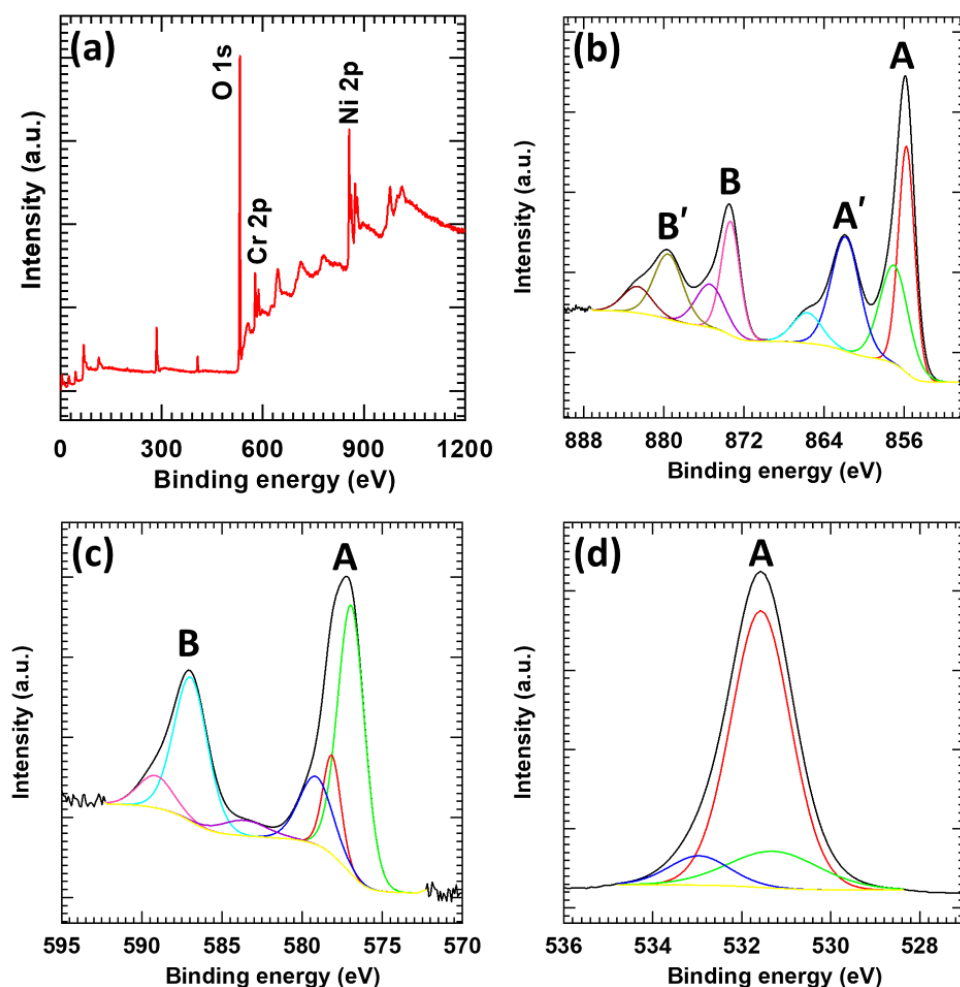 (a)
O 1s
Cr 2p
Ni 2p
Intensity (a.u.)
0 300 600 900 1200
Binding energy (eV)
(b)
B′
B
A′
A
Intensity (a.u.)
888 880 872 864 856
Binding energy (eV)
(c)
B
A
Intensity (a.u.)
595 590 585 580 575 570
Binding energy (eV)
(d)
A
Intensity (a.u.)
536 534 532 530 528
Binding energy (eV)